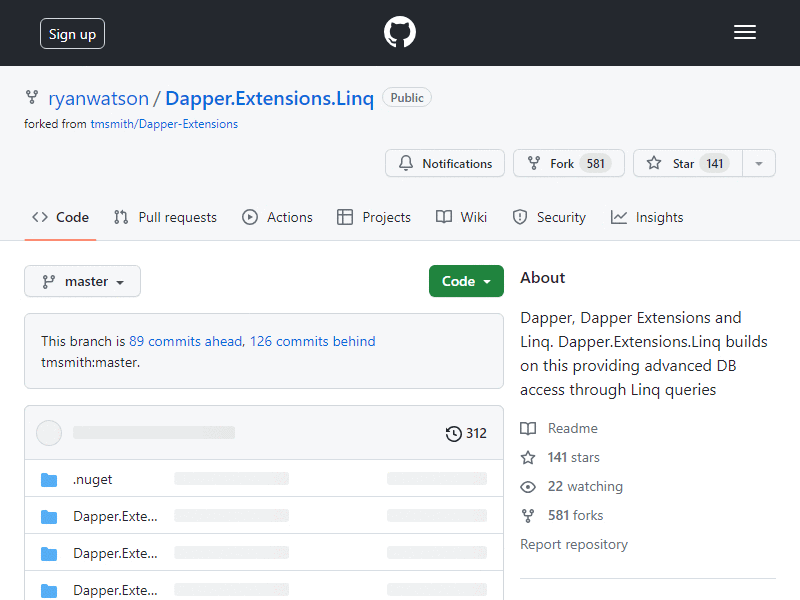 Sign up
ryanwatson / Dapper.Extensions.Linq Public
forked from tmsmith/Dapper-Extensions
Notifications Fork 581 Star 141
Code Pull requests Actions Projects Wiki Security Insights
master Code
This branch is 89 commits ahead, 126 commits behind
tmsmith:master.
312
.nuget
Dapper.Exte...
Dapper.Exte...
Dapper.Exte...
About
Dapper, Dapper Extensions and
Linq. Dapper.Extensions.Linq builds
on this providing advanced DB
access through Linq queries
Readme
141 stars
22 watching
581 forks
Report repository